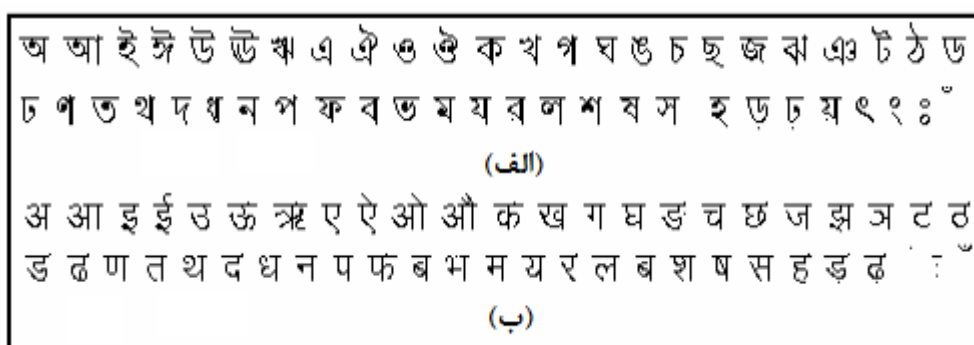 অ আ ই ঈ উ ঊ ঋ এ ঐ ও ঔ ক খ গ ঘ ঙ চ ছ জ ঝ ঞ ট ঠ ড
ঢ ণ ত থ দ ধ ন প ফ ব ভ ম য র ল শ ষ স হ ড় ঢ় য় ৎ ং ঃ ঁ
(الف)
अ आ इ ई उ ऊ ऋ ए ऐ ओ औ क ख ग घ ङ च छ ज झ ञ ट ठ
ड ढ ण त थ द ध न प फ ब भ म य र ल ब श ष स ह ड़ ढ़ ं ः ँ
(ب)